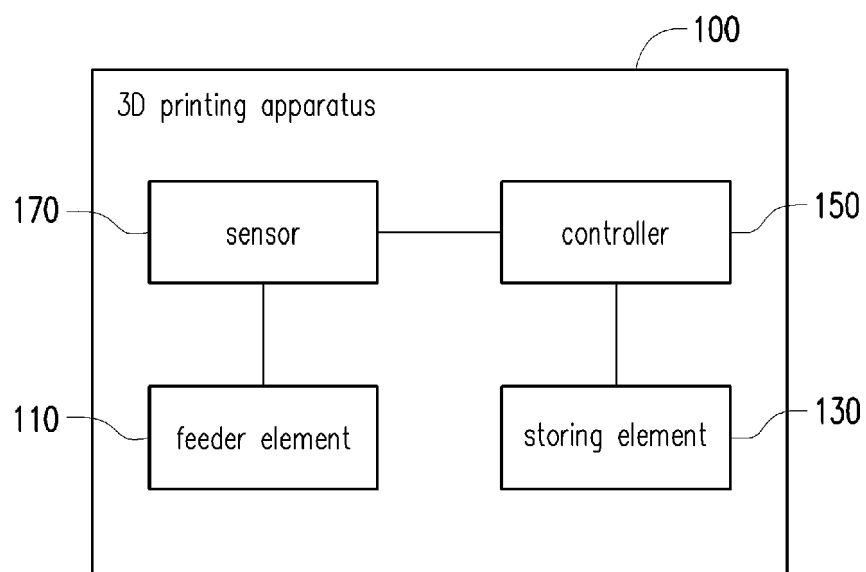 100
3D printing apparatus
170
sensor
controller
150
110
feeder element
storing element
130